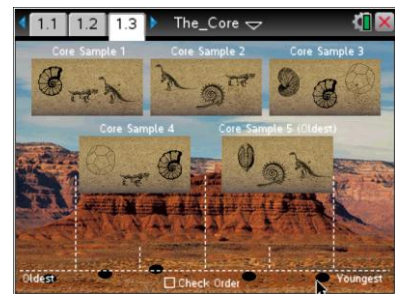 1.1 1.2 1.3 The_Core
Core Sample 1 Core Sample 2 Core Sample 3
Core Sample 4 Core Sample 5 (Oldest)
Oldest Check Order Youngest